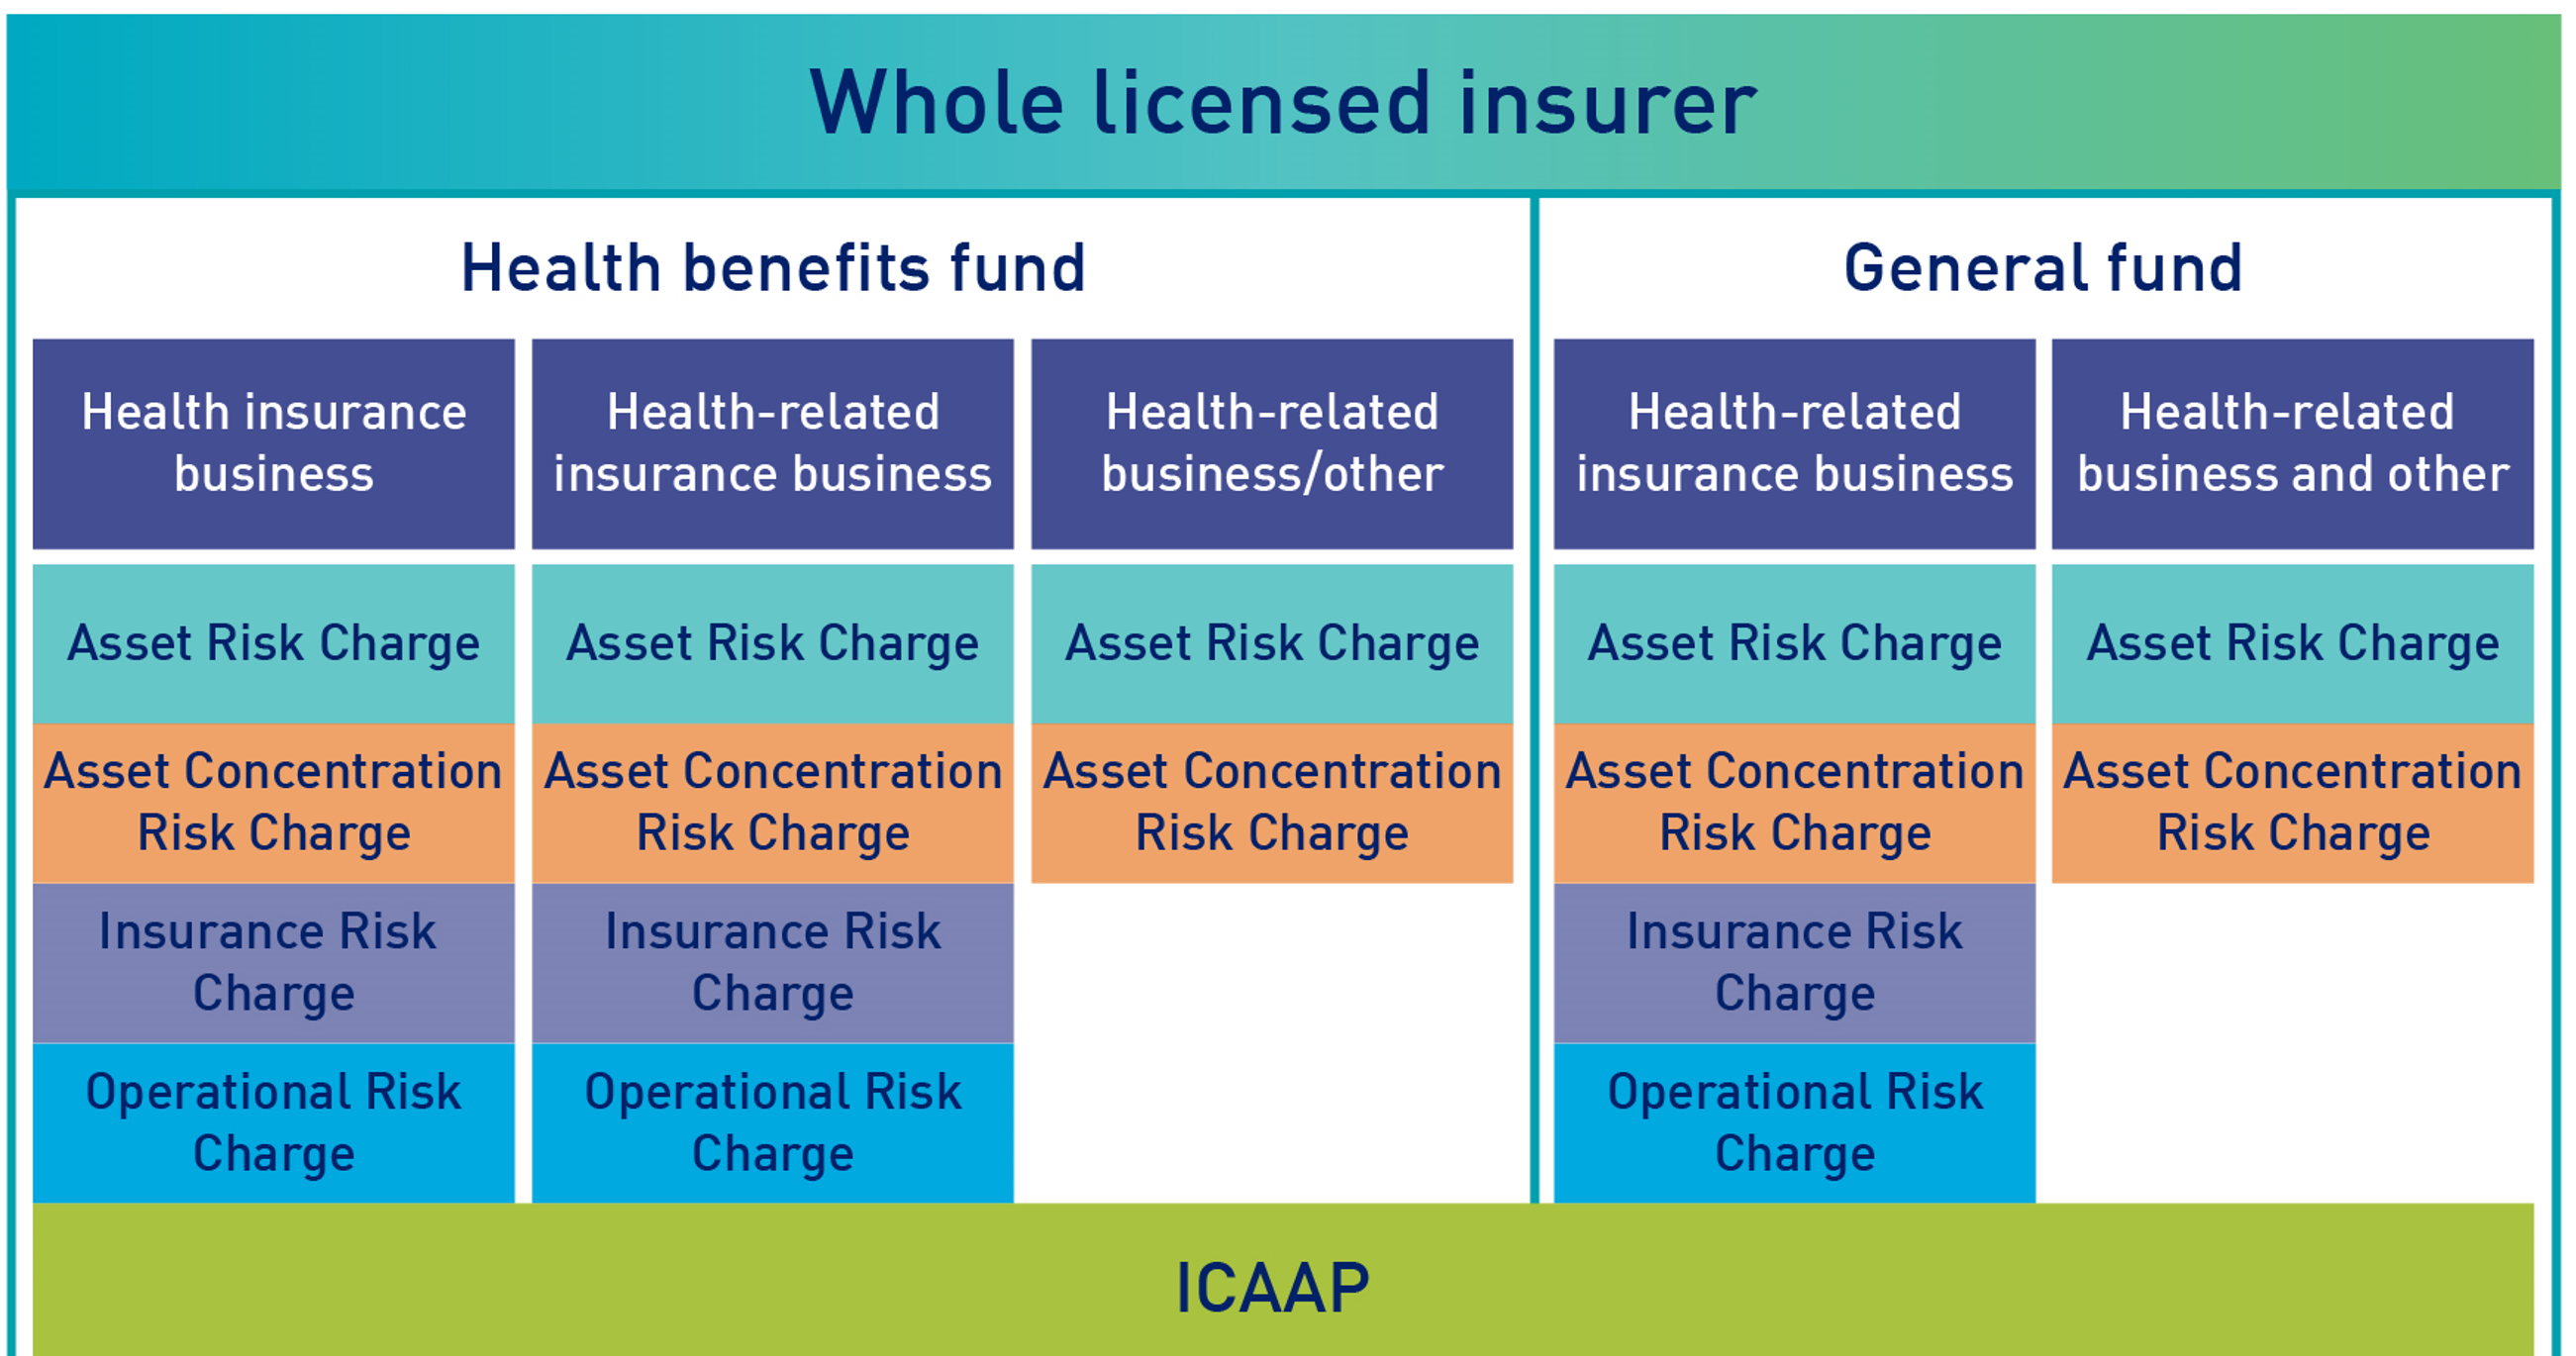 Whole licensed insurer
Health benefits fund
General fund
Health insurance
business
Health-related
insurance business
Health-related
business/other
Health-related
insurance business
Health-related
business and other
Asset Risk Charge
Asset Risk Charge
Asset Risk Charge
Asset Risk Charge
Asset Risk Charge
Asset Concentration
Risk Charge
Asset Concentration
Risk Charge
Asset Concentration
Risk Charge
Asset Concentration
Risk Charge
Asset Concentration
Risk Charge
Insurance Risk
Charge
Insurance Risk
Charge
Insurance Risk
Charge
Operational Risk
Charge
Operational Risk
Charge
Operational Risk
Charge
ICAAP